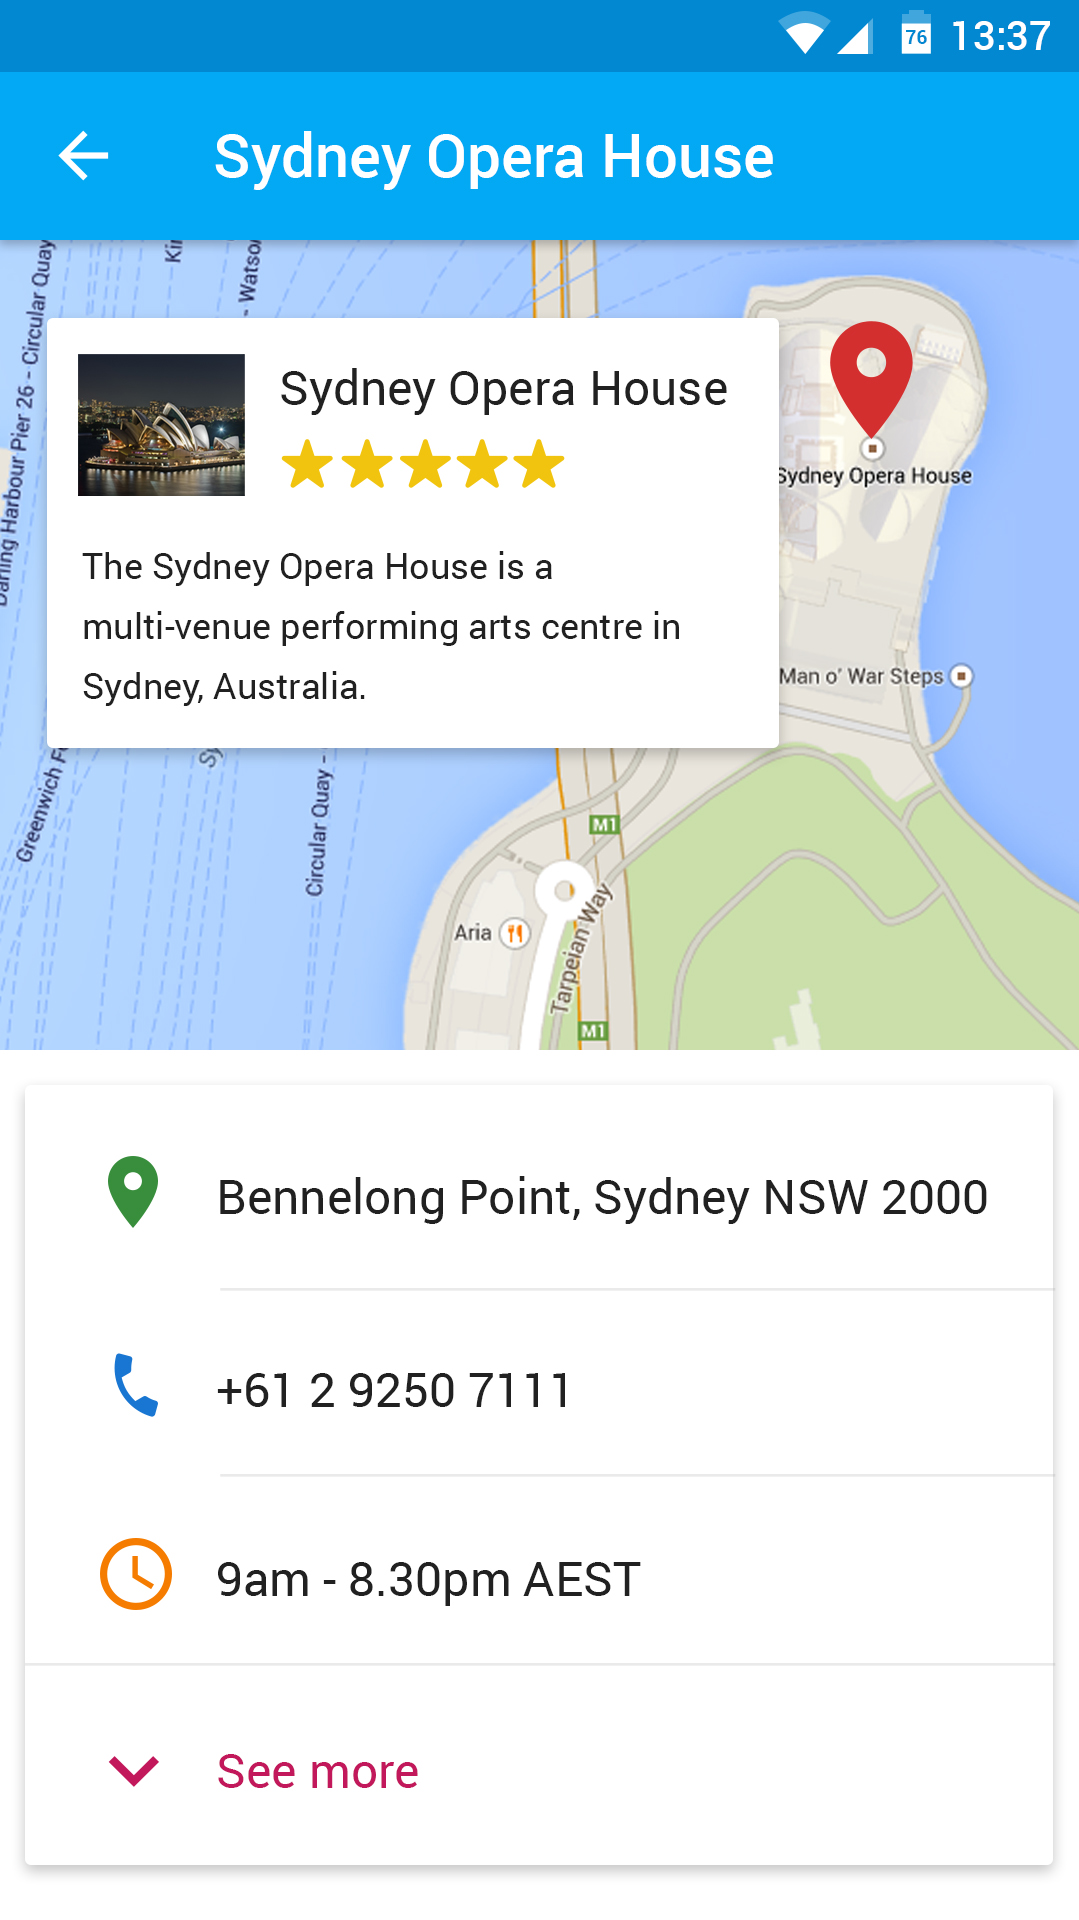 76 13:37
Sydney Opera House
Darling Harbour Pier 26 - Circular Quay
- Watson
Sydney Opera House
Sydney Opera House
The Sydney Opera House is a
multi-venue performing arts centre in
Sydney, Australia.
Man o' War Steps
Greenwich
Circular Quay -
M1
Aria
Tarpeian Way
M1
Bennelong Point, Sydney NSW 2000
+61 2 9250 7111
9am - 8.30pm AEST
See more